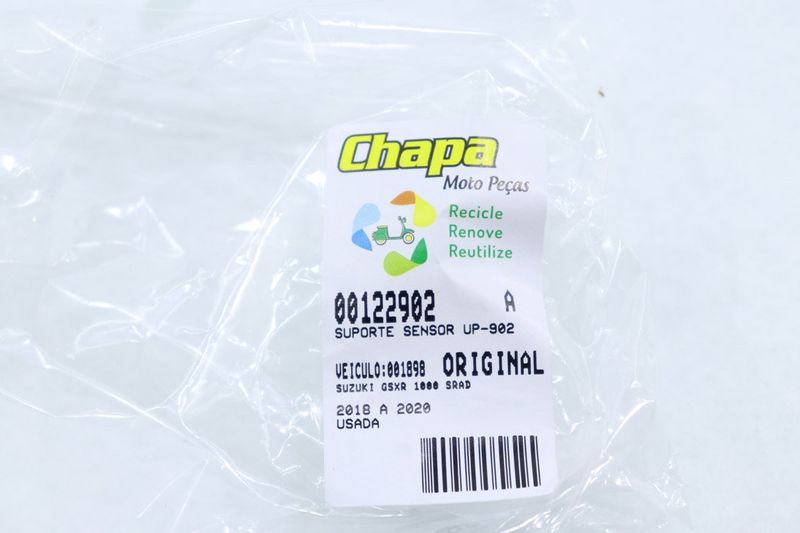 Chapa
Moto Peças
Recicle
Renove
Reutilize
00122902 A
SUPORTE SENSOR UP-902
VEICULO:001898 ORIGINAL
SUZUKI GSXR 1000 SRAD
2018 A 2020
USADA